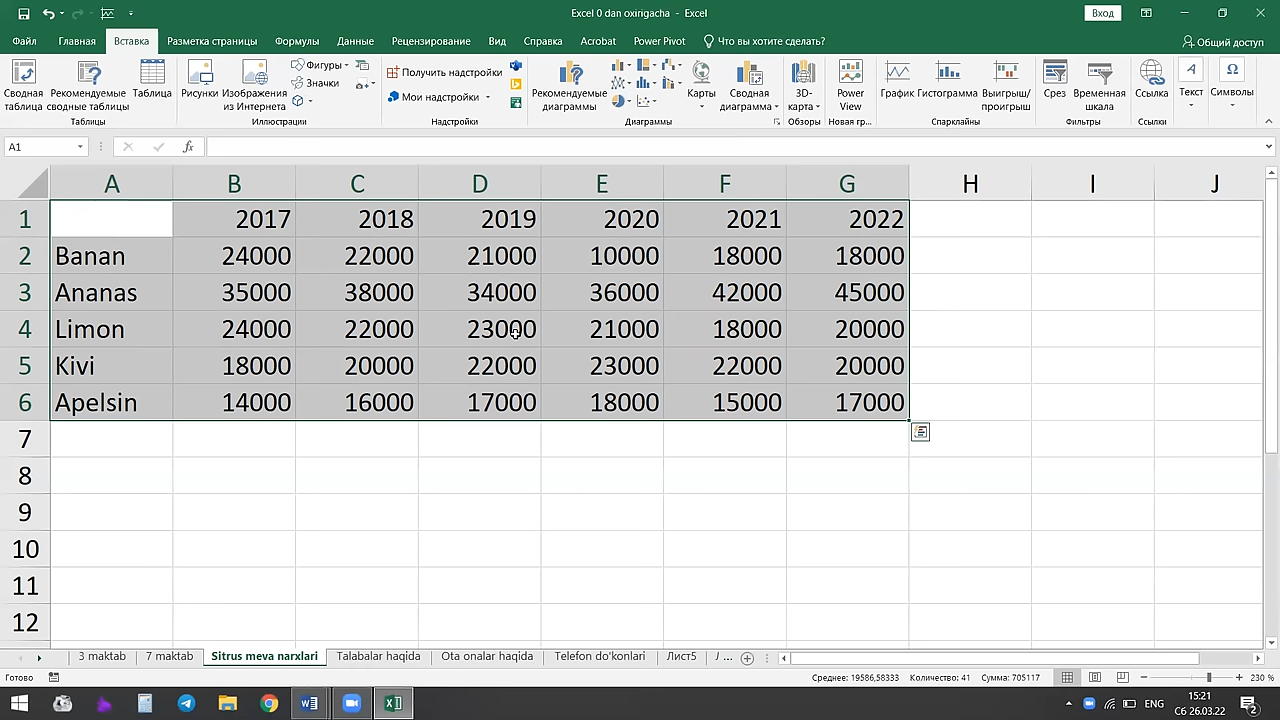 Excel 0 dan oxirigacha - Excel
Вход
Файл Главная Вставка Разметка страницы Формулы Данные Рецензирование Вид Справка Acrobat Power Pivot Что вы хотите сделать? Общий доступ
Сводная таблица
Рекомендуемые сводные таблицы
Таблица
Таблицы
Рисунки
Изображения из Интернета
Фигуры
Значки
Иллюстрации
Получить надстройки
Мои надстройки
Надстройки
Рекомендуемые диаграммы
Карты
Сводная диаграмма
Диаграммы
3D-карта
Обзоры
Power View
Новая гр...
График
Гистограмма
Выигрыш/проигрыш
Спарклайны
Срез
Временная шкала
Фильтры
Ссылка
Ссылки
Текст
Символы
A1
fx
A B C D E F G H I J
1 2017 2018 2019 2020 2021 2022
2 Banan 24000 22000 21000 10000 18000 18000
3 Ananas 35000 38000 34000 36000 42000 45000
4 Limon 24000 22000 23000 21000 18000 20000
5 Kivi 18000 20000 22000 23000 22000 20000
6 Apelsin 14000 16000 17000 18000 15000 17000
7
8
9
10
11
12
3 maktab 7 maktab Sitrus meva narxlari Talabalar haqida Ota onalar haqida Telefon do'konlari Лист5 Л ...
Готово
Среднее: 19586,58333 Количество: 41 Сумма: 705117
230 %
ENG
15:21
Сб 26.03.22
2